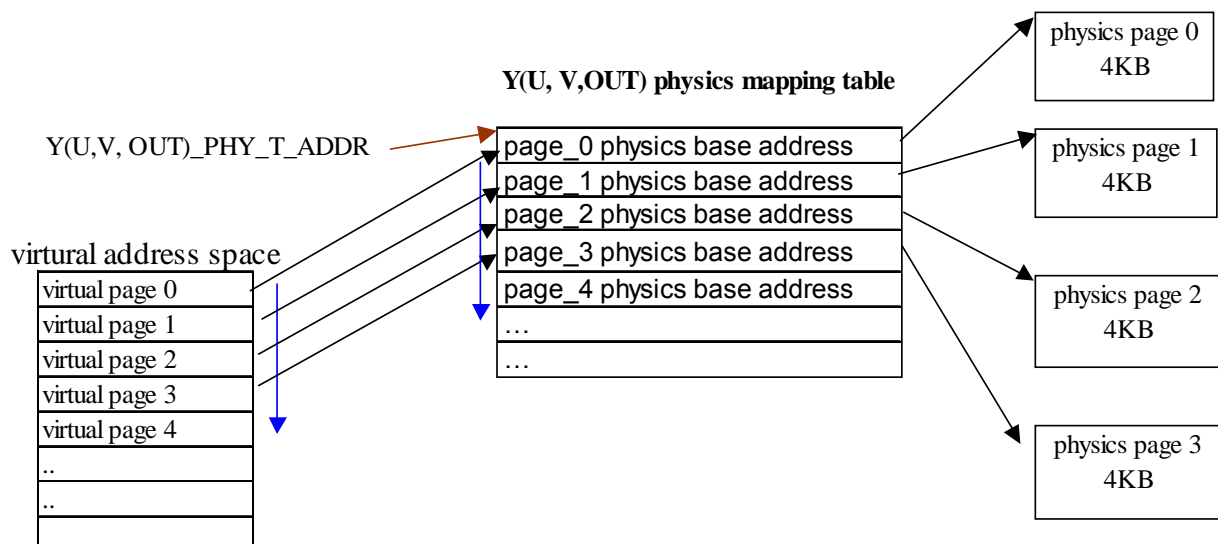 Y(U, V,OUT) physics mapping table
Y(U,V, OUT)_PHY_T_ADDR
page_0 physics base address
page_1 physics base address
page_2 physics base address
page_3 physics base address
page_4 physics base address
…
…
virtural address space
virtual page 0
virtual page 1
virtual page 2
virtual page 3
virtual page 4
..
..
physics page 0
4KB
physics page 1
4KB
physics page 2
4KB
physics page 3
4KB